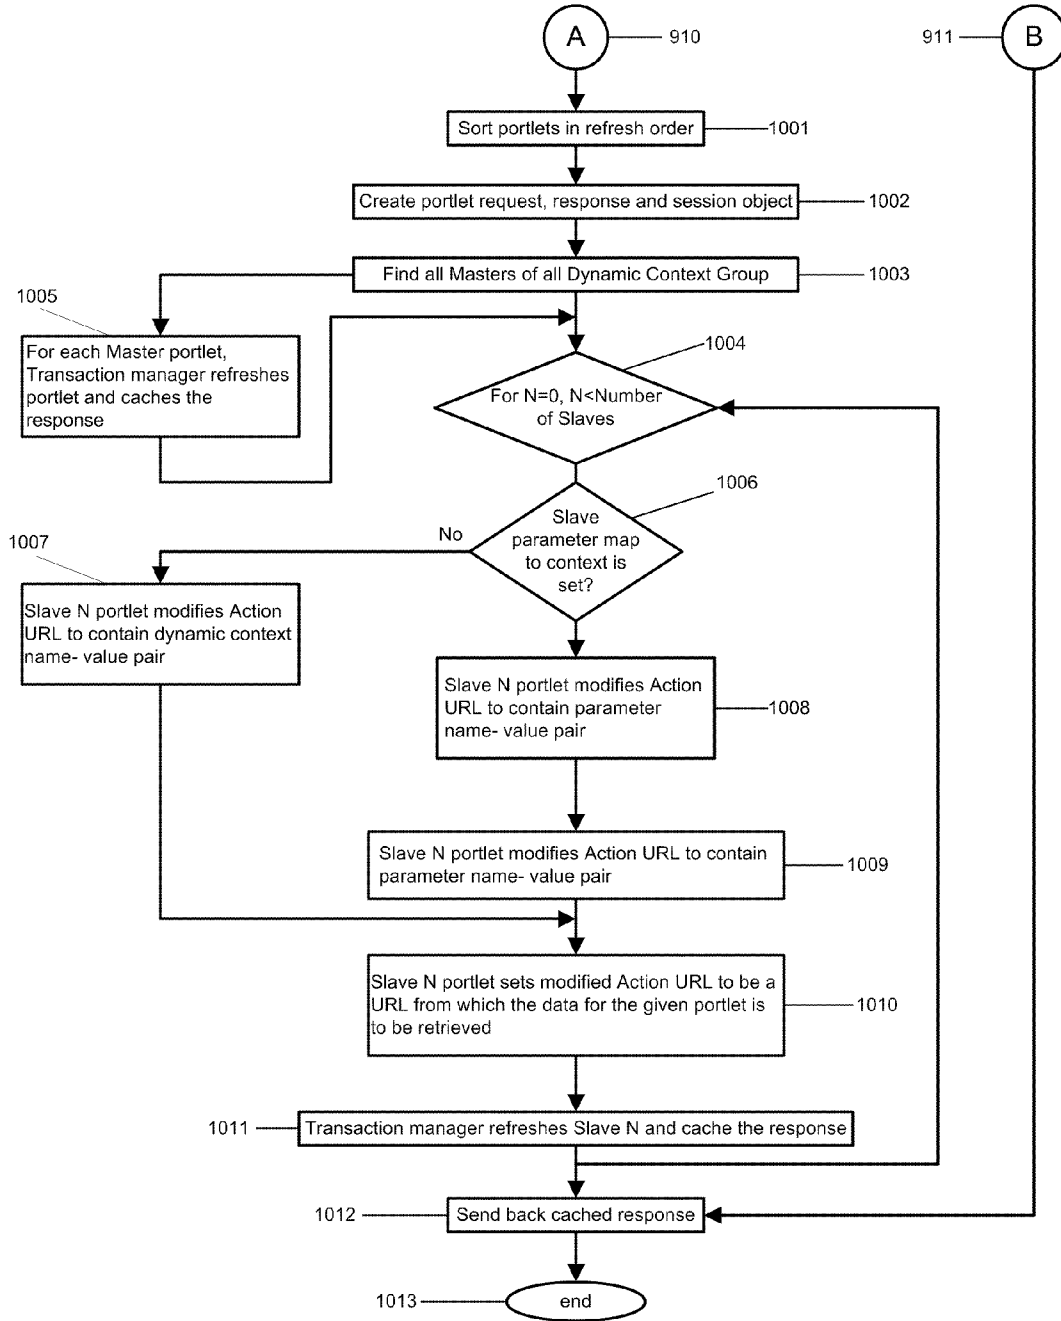 A
910
911
B
Sort portlets in refresh order
1001
Create portlet request, response and session object
1002
Find all Masters of all Dynamic Context Group
1003
1005
For each Master portlet,
Transaction manager refreshes
portlet and caches the
response
1004
For N=0, N<Number
of Slaves
1006
Slave
parameter map
to context is
set?
No
1007
Slave N portlet modifies Action
URL to contain dynamic context
name- value pair
Slave N portlet modifies Action
URL to contain parameter
name- value pair
1008
Slave N portlet modifies Action URL to contain
parameter name- value pair
1009
Slave N portlet sets modified Action URL to be a
URL from which the data for the given portlet is
to be retrieved
1010
1011
Transaction manager refreshes Slave N and cache the response
1012
Send back cached response
1013
end